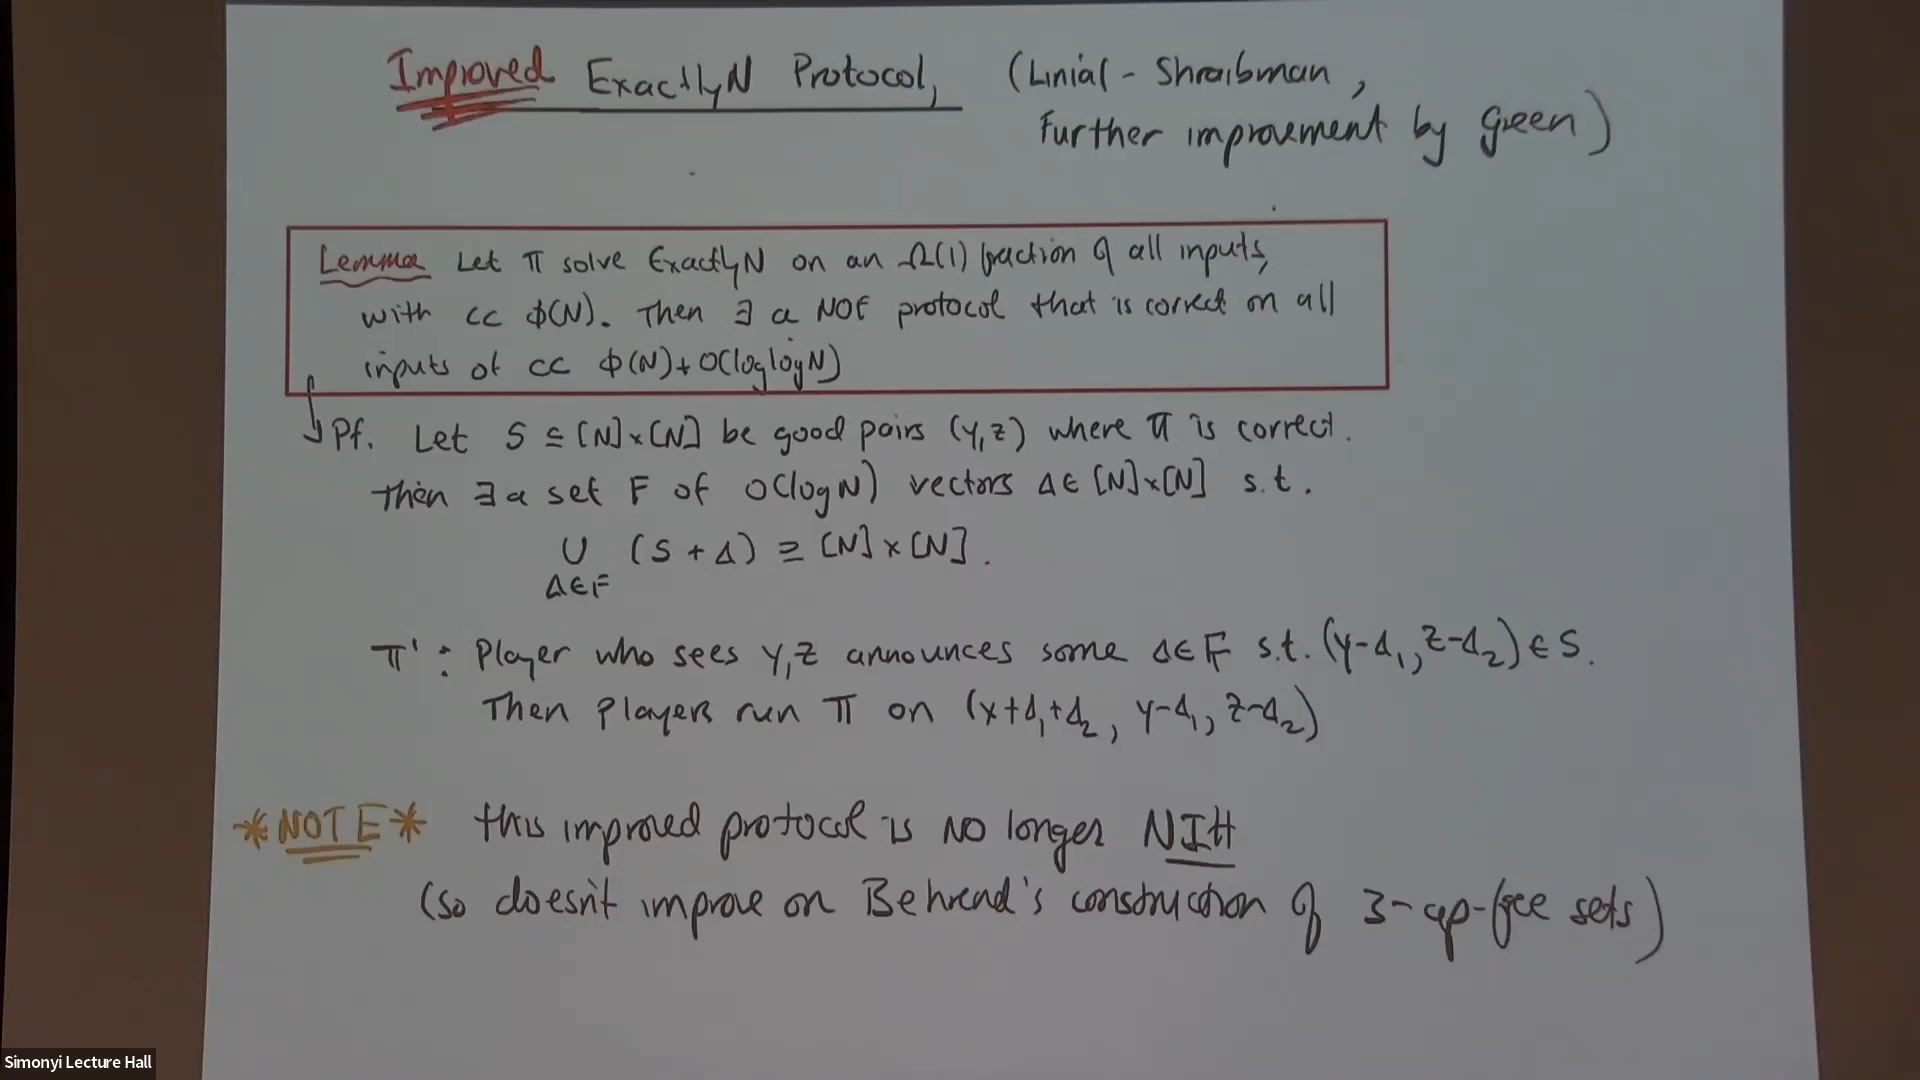 Improved ExactlyN Protocol, (Linial - Shraibman,
Further improvement by Green)
Lemma Let π solve ExactlyN on an Ω(1) fraction of all inputs,
with cc φ(N). Then ∃ a NOF protocol that is correct on all
inputs of cc φ(N) + O(loglogN)
Pf. Let S ⊆ [N]×[N] be good pairs (y,z) where π is correct.
Then ∃ a set F of O(logN) vectors Δ ∈ [N]×[N] s.t.
∪ (S + Δ) ⊇ [N]×[N].
Δ∈F
π' : Player who sees y,z announces some Δ∈F s.t. (y-Δ₁, z-Δ₂) ∈ S.
Then players run π on (x+Δ₁+Δ₂, y-Δ₁, z-Δ₂)
*NOTE* this improved protocol is NO longer NIH
(so doesn't improve on Behrend's construction of 3-ap-free sets)
Simonyi Lecture Hall